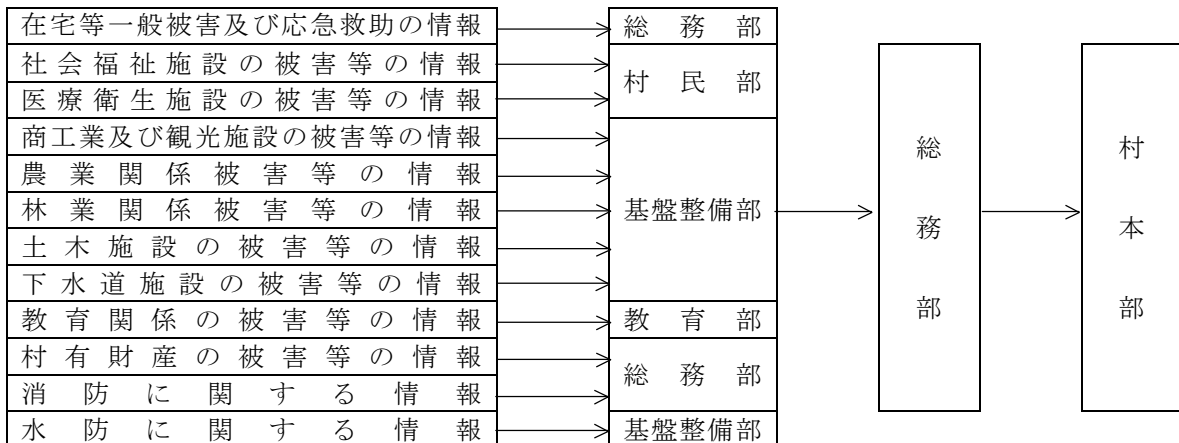 在宅等一般被害及び応急救助の情報
総務部
社会福祉施設の被害等の情報
村民部
医療衛生施設の被害等の情報
商工業及び観光施設の被害等の情報
農業関係被害等の情報
林業関係被害等の情報
基盤整備部
土木施設の被害等の情報
下水道施設の被害等の情報
教育関係の被害等の情報
教育部
村有財産の被害等の情報
総務部
消防に関する情報
水防に関する情報
基盤整備部
総務部
村本部